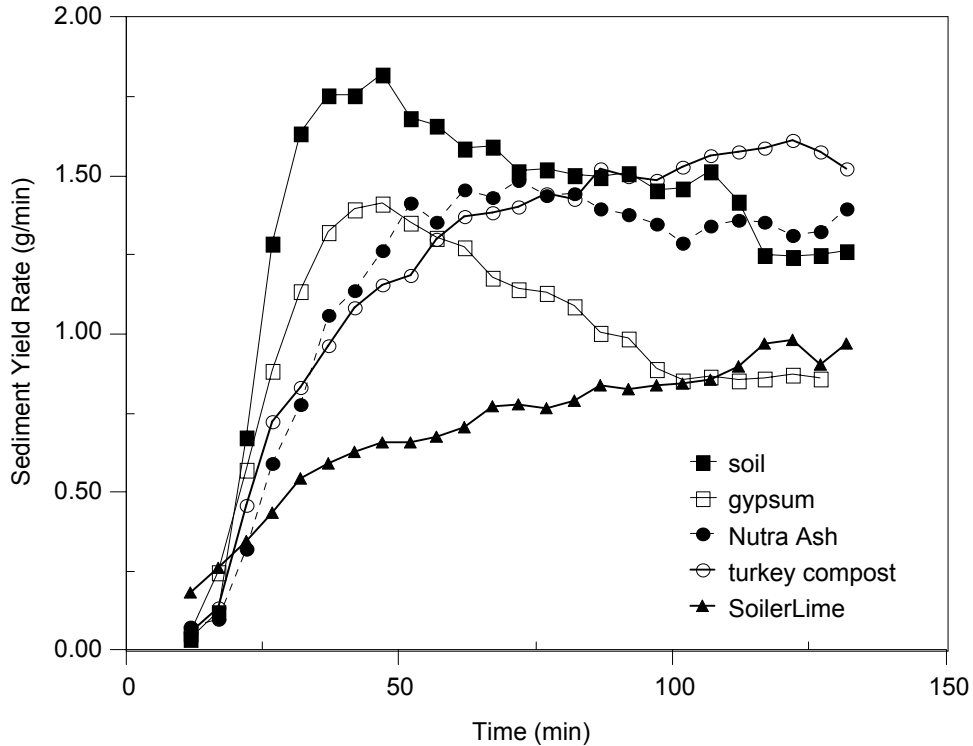 2.00
1.50
1.00
0.50
0.00
Sediment Yield Rate (g/min)
soil
gypsum
Nutra Ash
turkey compost
SoilerLime
0
50
100
150
Time (min)